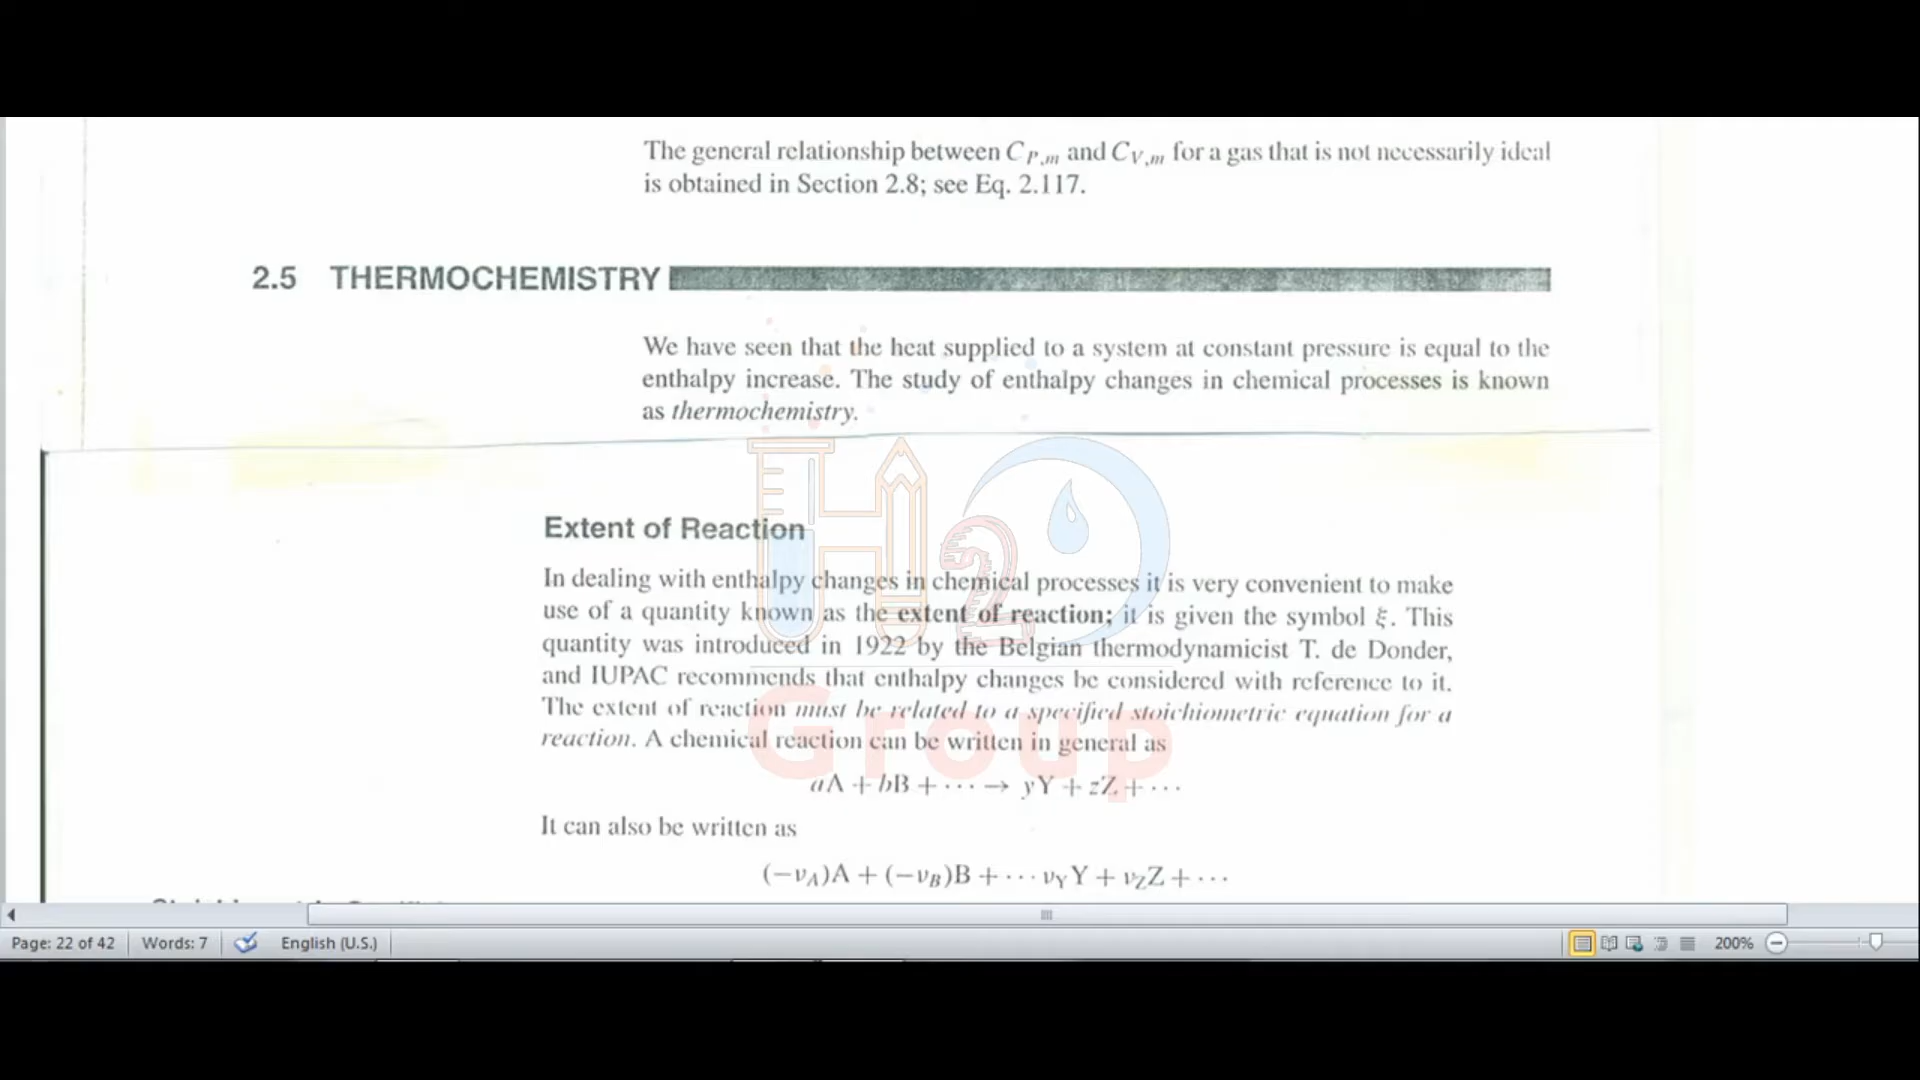 The general relationship between C_P,m and C_V,m for a gas that is not necessarily ideal
is obtained in Section 2.8; see Eq. 2.117.
2.5 THERMOCHEMISTRY
We have seen that the heat supplied to a system at constant pressure is equal to the
enthalpy increase. The study of enthalpy changes in chemical processes is known
as thermochemistry.
Extent of Reaction
In dealing with enthalpy changes in chemical processes it is very convenient to make
use of a quantity known as the extent of reaction; it is given the symbol ξ. This
quantity was introduced in 1922 by the Belgian thermodynamicist T. de Donder,
and IUPAC recommends that enthalpy changes be considered with reference to it.
The extent of reaction must be related to a specified stoichiometric equation for a
reaction. A chemical reaction can be written in general as
aA + bB + ··· → yY + zZ + ···
It can also be written as
(−ν_A)A + (−ν_B)B + ··· ν_Y Y + ν_Z Z + ···
H2O
Group
Page: 22 of 42 Words: 7 English (U.S.) 200%